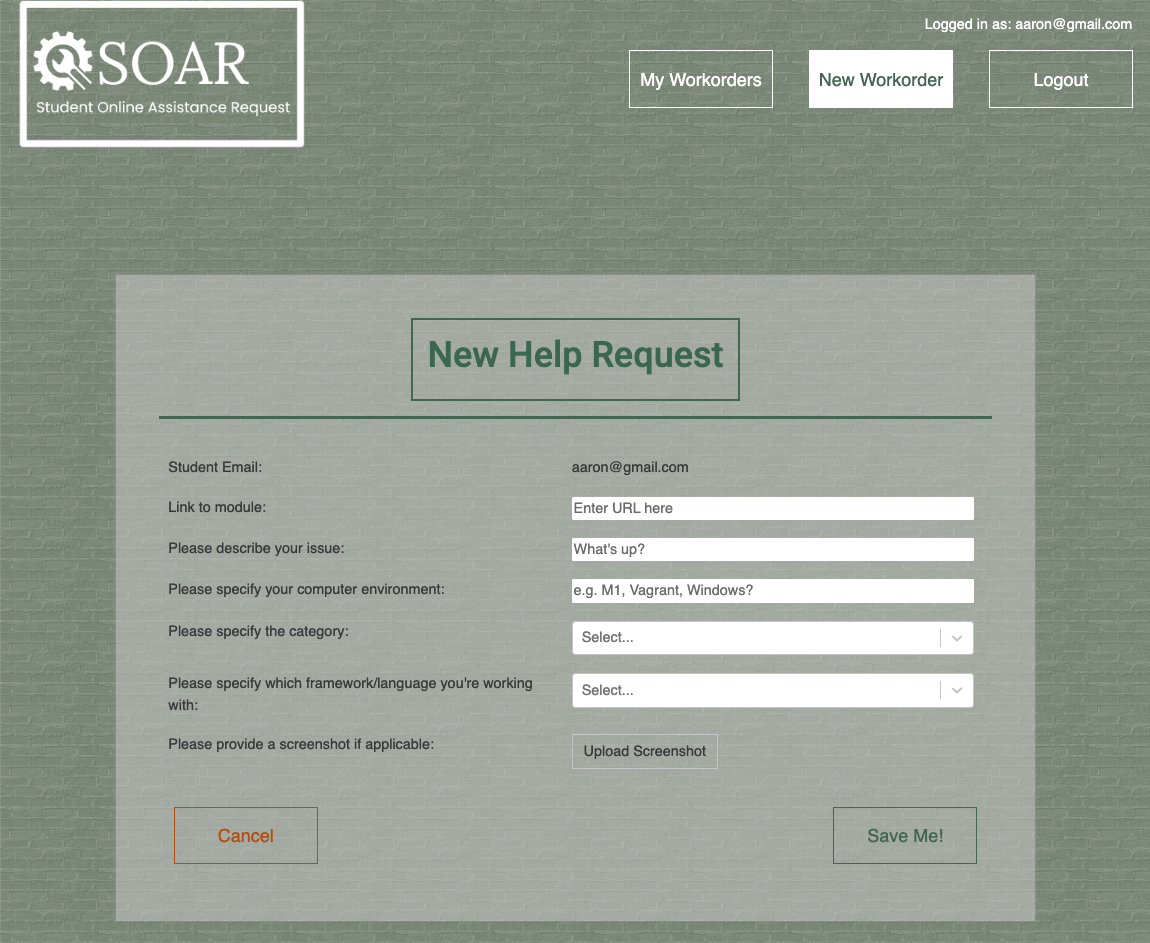 Logged in as: aaron@gmail.com
SOAR
Student Online Assistance Request
My Workorders
New Workorder
Logout
New Help Request
Student Email:
aaron@gmail.com
Link to module:
Enter URL here
Please describe your issue:
What's up?
Please specify your computer environment:
e.g. M1, Vagrant, Windows?
Please specify the category:
Select...
Please specify which framework/language you're working
with:
Select...
Please provide a screenshot if applicable:
Upload Screenshot
Cancel
Save Me!